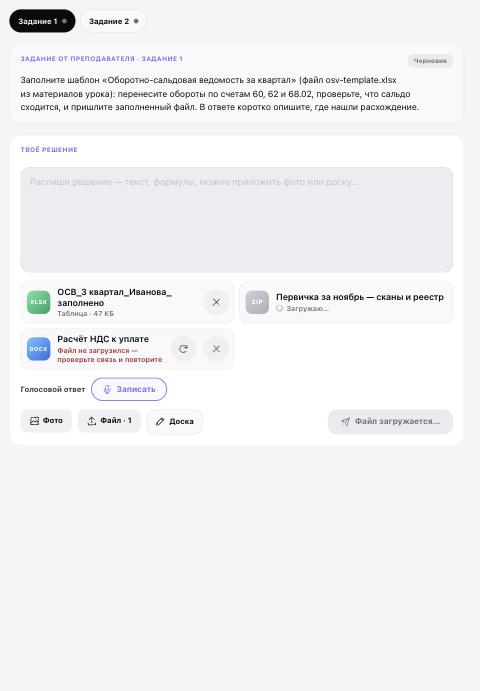 Задание 1
Задание 2
ЗАДАНИЕ ОТ ПРЕПОДАВАТЕЛЯ · ЗАДАНИЕ 1
Черновик
Заполните шаблон «Оборотно-сальдовая ведомость за квартал» (файл osv-template.xlsx
из материалов урока): перенесите обороты по счетам 60, 62 и 68.02, проверьте, что сальдо
сходится, и пришлите заполненный файл. В ответе коротко опишите, где нашли расхождение.
ТВОЁ РЕШЕНИЕ
Распиши решение — текст, формулы, можно приложить фото или доску...
XLSX
ОСВ_3 квартал_Иванова_
заполнено
Таблица · 47 КБ
ZIP
Первичка за ноябрь — сканы и реестр
Загружаю...
DOCX
Расчёт НДС к уплате
Файл не загрузился —
проверьте связь и повторите
Голосовой ответ
Записать
Фото
Файл · 1
Доска
Файл загружается...